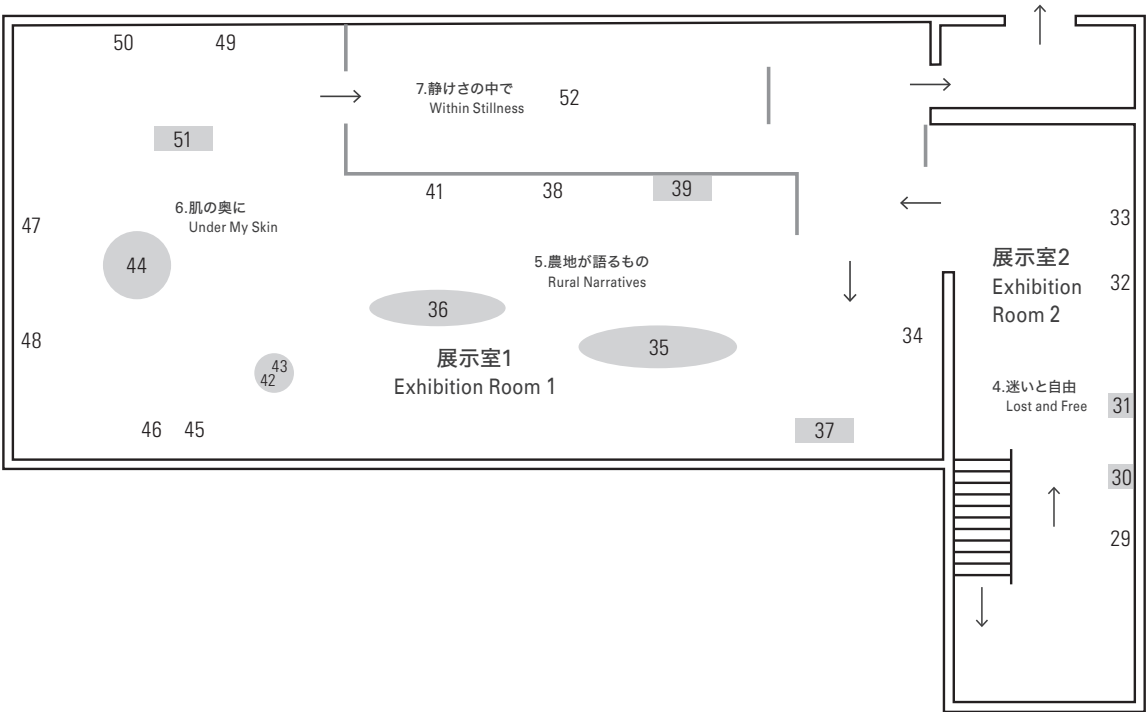 50
49
7.静けさの中で
Within Stillness
52
51
41
38
39
6.肌の奥に
Under My Skin
47
33
44
5.農地が語るもの
Rural Narratives
展示室2
Exhibition
Room 2
32
36
48
35
34
展示室1
Exhibition Room 1
43
42
4.迷いと自由
Lost and Free
31
46
45
37
30
29